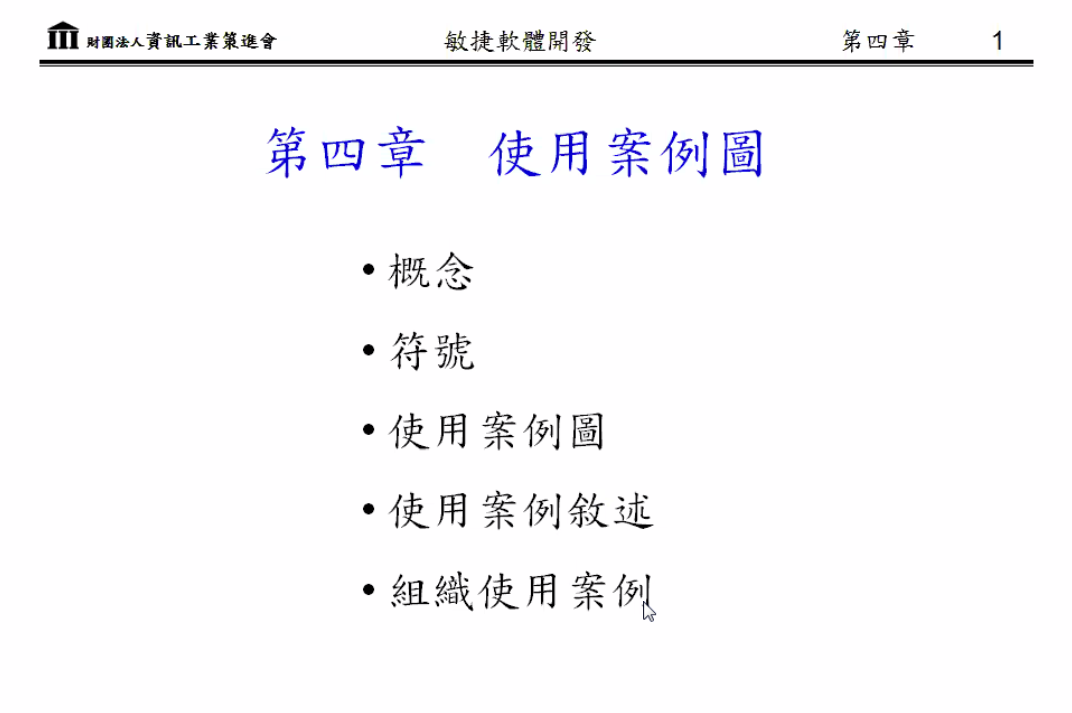 財團法人資訊工業策進會 敏捷軟體開發 第四章 1
第四章 使用案例圖
• 概念
• 符號
• 使用案例圖
• 使用案例敘述
• 組織使用案例